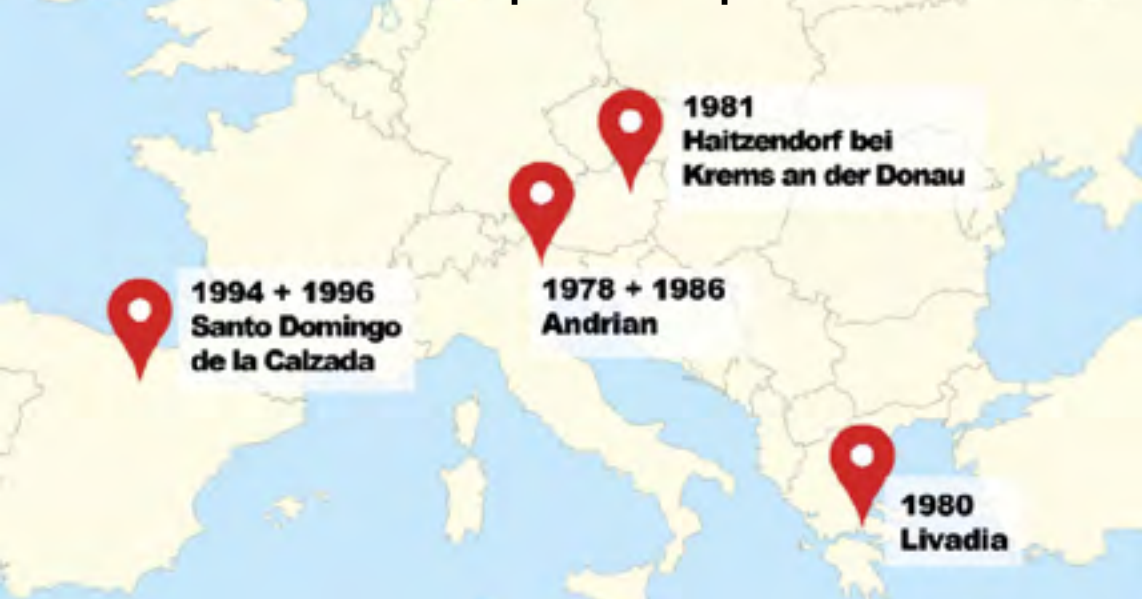 1981
Haitzendorf bei
Krems an der Donau
1994 + 1996
Santo Domingo
de la Calzada
1978 + 1986
Andrian
1980
Livadia